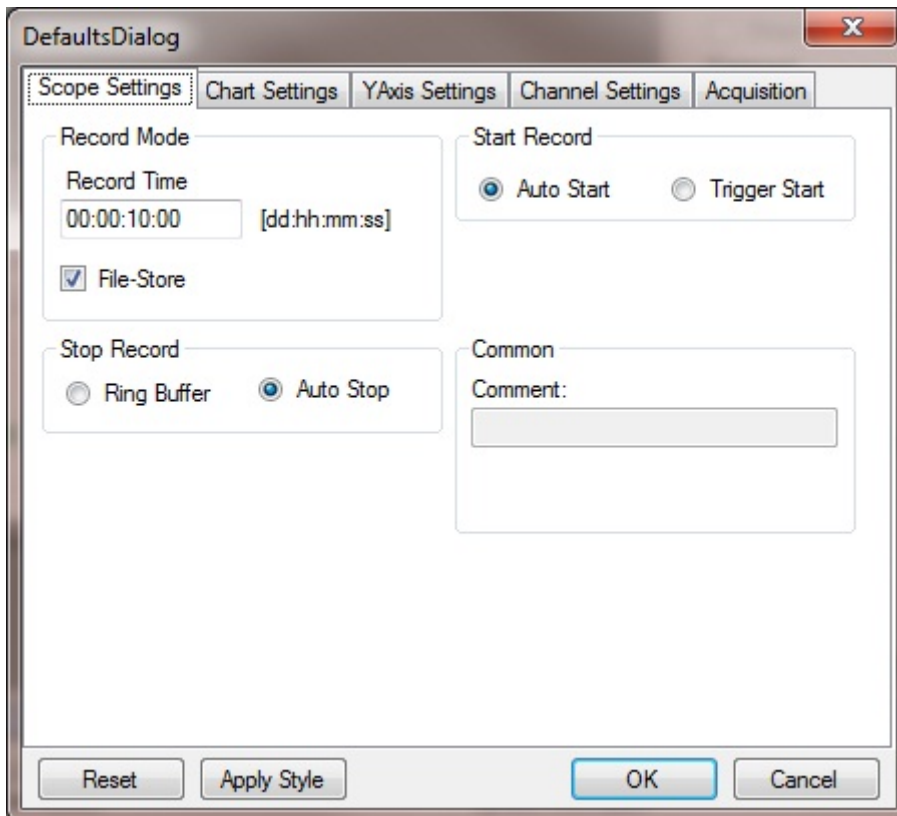 DefaultsDialog
Scope Settings Chart Settings YAxis Settings Channel Settings Acquisition
Record Mode
Record Time
00:00:10:00 [dd:hh:mm:ss]
File-Store
Start Record
Auto Start Trigger Start
Stop Record
Ring Buffer Auto Stop
Common
Comment:
Reset Apply Style OK Cancel